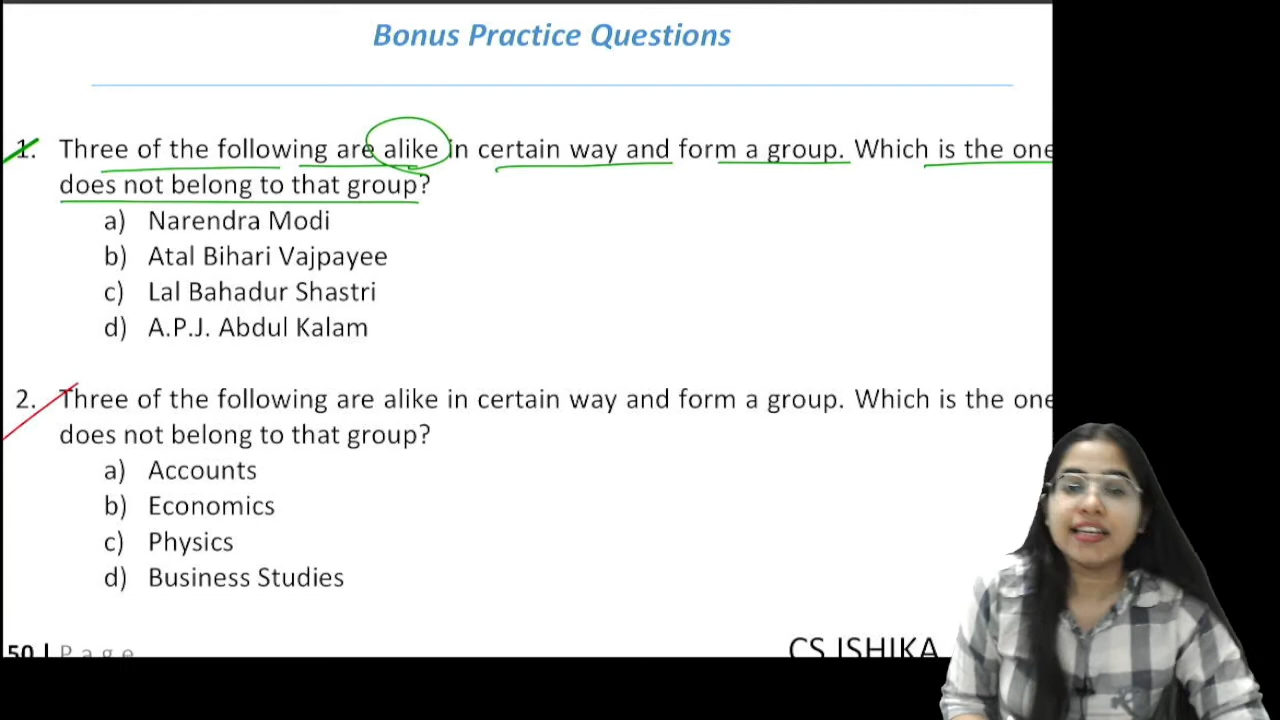 Bonus Practice Questions
1. Three of the following are alike in certain way and form a group. Which is the one
does not belong to that group?
a) Narendra Modi
b) Atal Bihari Vajpayee
c) Lal Bahadur Shastri
d) A.P.J. Abdul Kalam
2. Three of the following are alike in certain way and form a group. Which is the one
does not belong to that group?
a) Accounts
b) Economics
c) Physics
d) Business Studies
50 | Page
CS ISHIKA